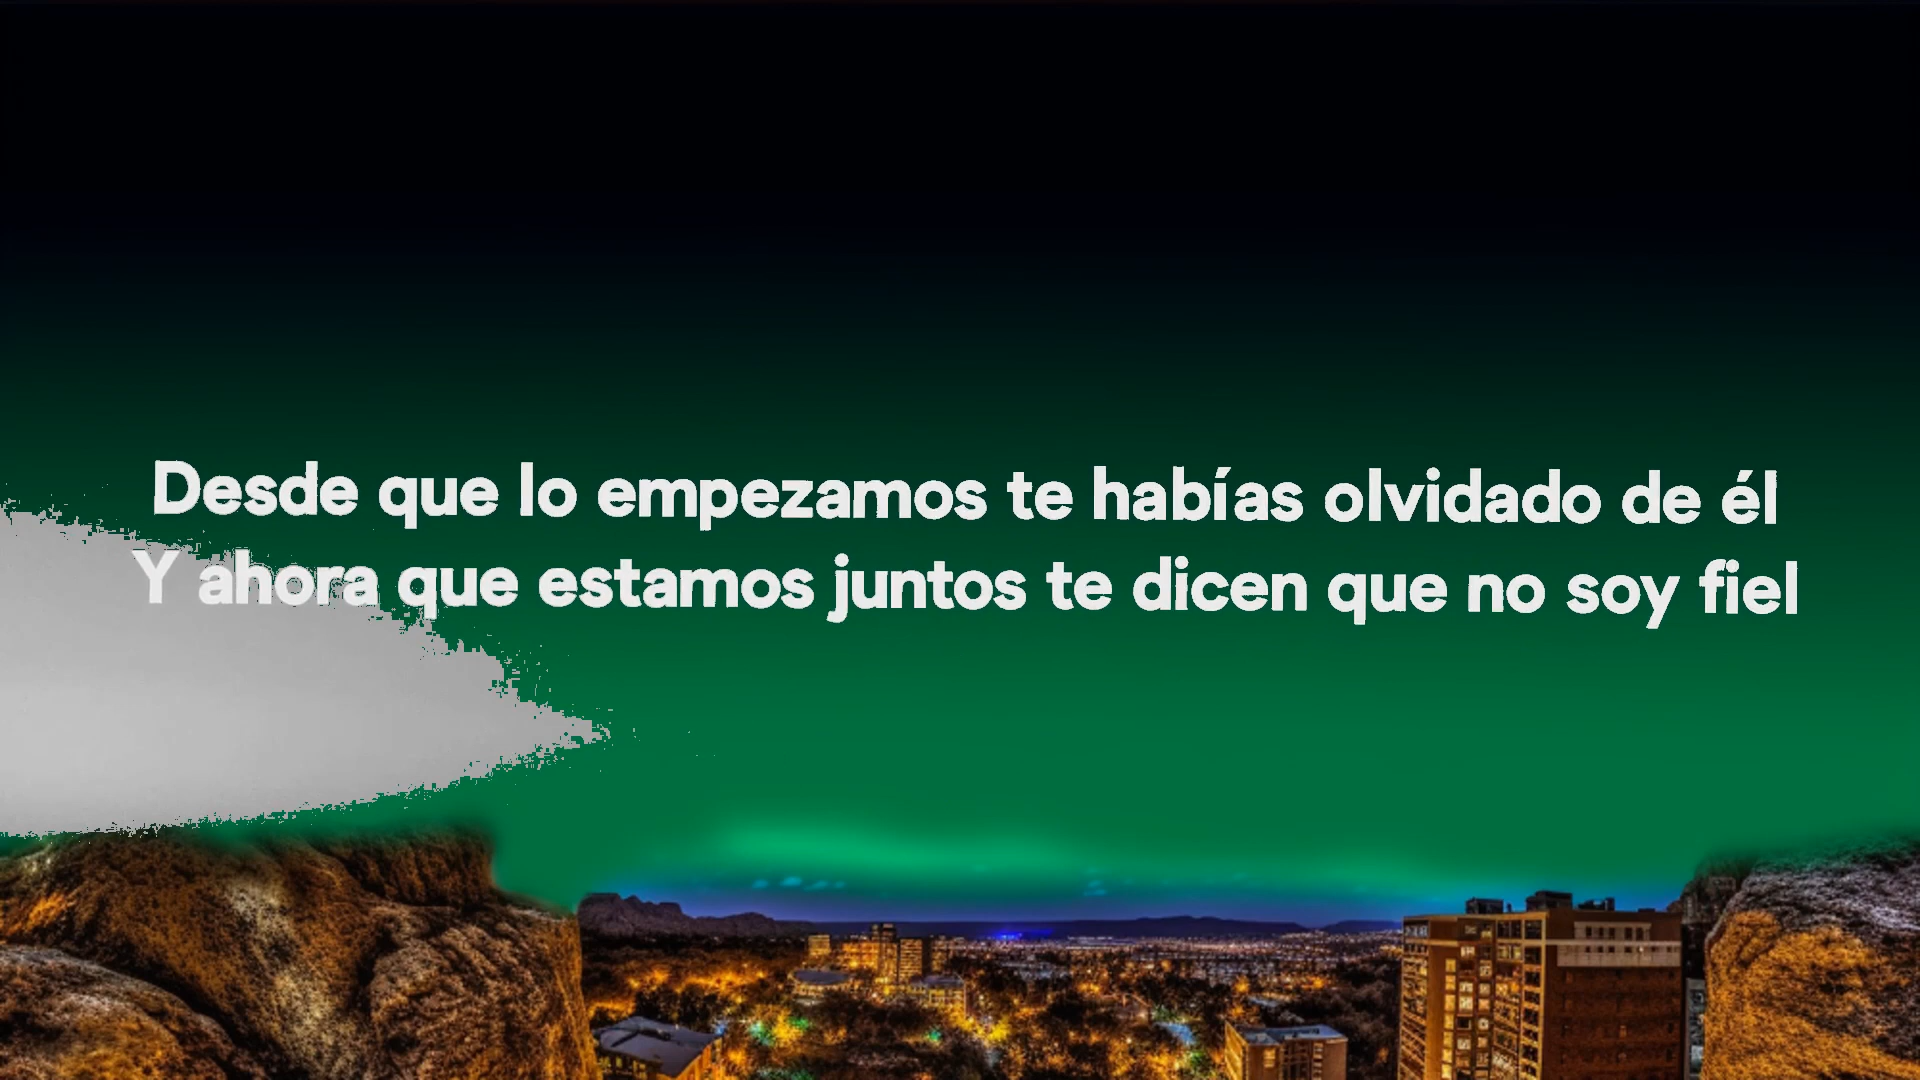 Desde que lo empezamos te habías olvidado de él
Y ahora que estamos juntos te dicen que no soy fiel